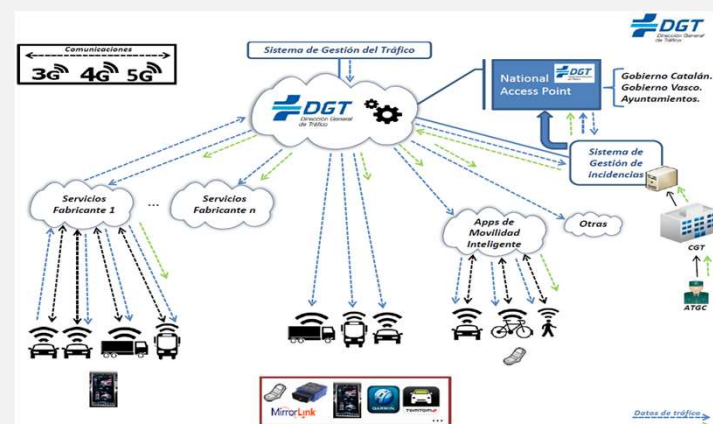 Comunicaciones
3G 4G 5G
Sistema de Gestión del Tráfico
DGT
Dirección General
de Tráfico
DGT
Dirección General
de Tráfico
National
Access Point
DGT
Gobierno Catalán.
Gobierno Vasco.
Ayuntamientos.
Sistema de
Gestión de
Incidencias
Servicios
Fabricante 1
...
Servicios
Fabricante n
Apps de
Movilidad
Inteligente
Otras
CGT
ATGC
MirrorLink
GARMIN
TOMTOM
...
Datos de tráfico